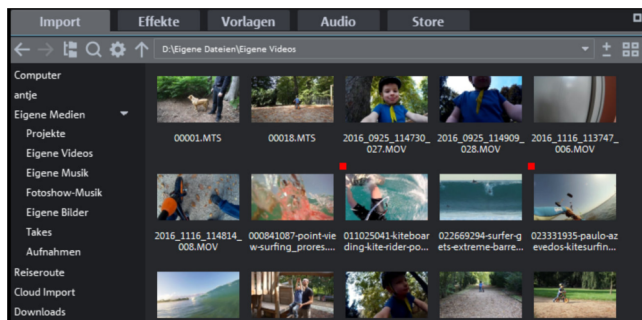 Import Effekte Vorlagen Audio Store
D:\Eigene Dateien\Eigene Videos
Computer
antje
Eigene Medien
Projekte
Eigene Videos
Eigene Musik
Fotoshow-Musik
Eigene Bilder
Takes
Aufnahmen
Reiseroute
Cloud Import
Downloads
00001.MTS
00018.MTS
2016_0925_114730_
027.MOV
2016_0925_114909_
028.MOV
2016_1116_113747_
006.MOV
2016_1116_114814_
008.MOV
000841087-point-vie
w-surfing_prores....
011025041-kiteboar
ding-kite-rider-po...
022669294-surfer-g
ets-extreme-barre...
023331935-paulo-az
evedos-kitesurfin...